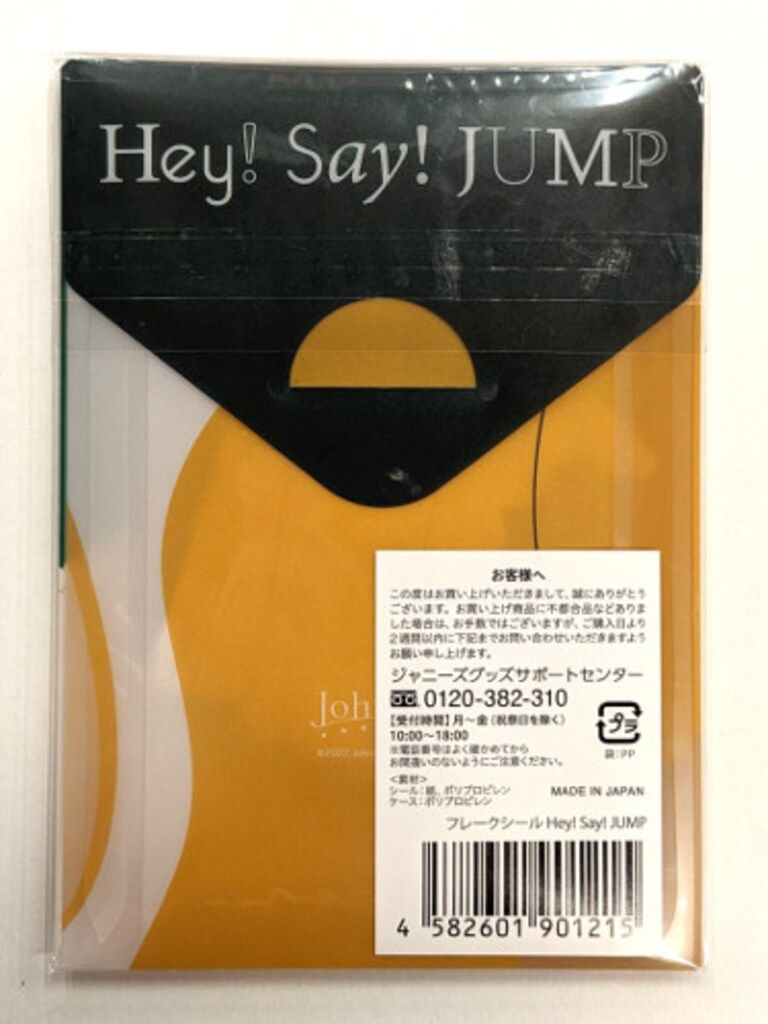 Hey! Say! JUMP
お客様へ
この度はお買い上げいただきまして、誠にありがとう
ございます。お買い上げ商品に不都合品などありま
した場合は、お手数ではございますが、ご購入日より
2週間以内に下記までお問い合わせいただきますよう
お願い申し上げます。
ジャニーズグッズサポートセンター
0120-382-310
【受付時間】月〜金(祝祭日を除く)
10:00〜18:00
※電話番号はよく確かめてから
お間違いのないようにご注意ください。
プラ
袋:PP
<素材>
シール:紙、ポリプロピレン
ケース:ポリプロピレン
MADE IN JAPAN
フレークシール Hey! Say! JUMP
4 582601 901215
Joh